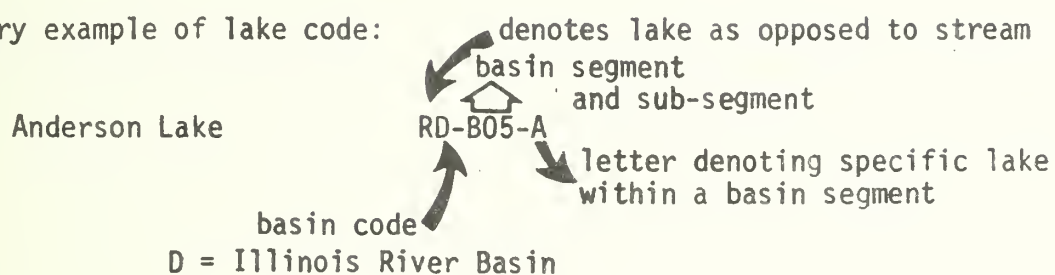 ry example of lake code: denotes lake as opposed to stream
basin segment
and sub-segment
Anderson Lake RD-B05-A
letter denoting specific lake
within a basin segment
basin code
D = Illinois River Basin